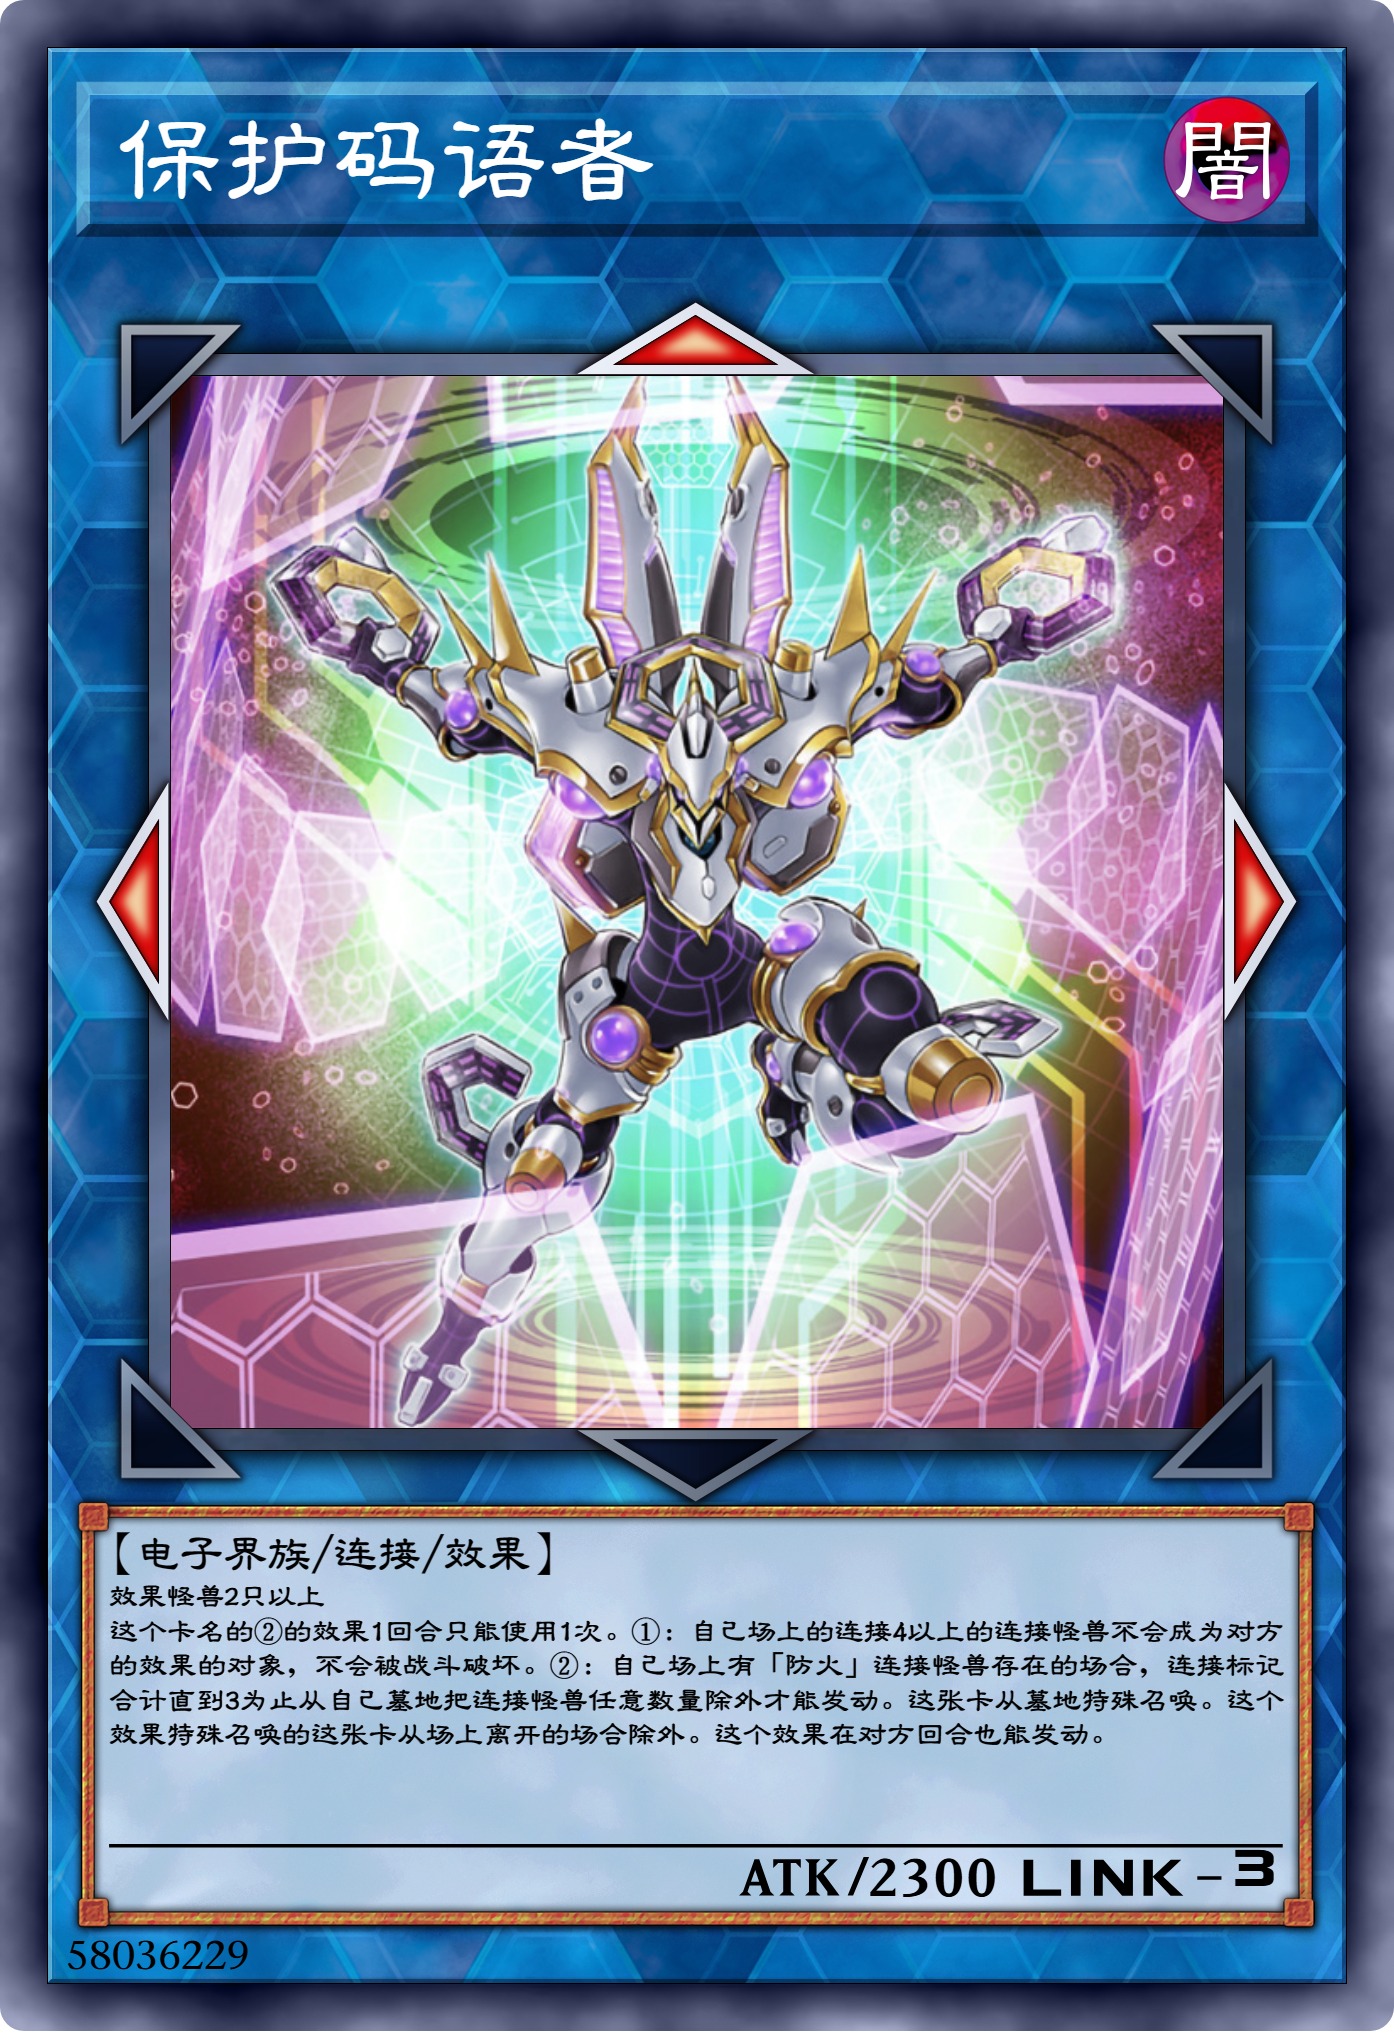 保护码语者
闇
【电子界族/连接/效果】
效果怪兽2只以上
这个卡名的②的效果1回合只能使用1次。①：自己场上的连接4以上的连接怪兽不会成为对方
的效果的对象，不会被战斗破坏。②：自己场上有「防火」连接怪兽存在的场合，连接标记
合计直到3为止从自己墓地把连接怪兽任意数量除外才能发动。这张卡从墓地特殊召唤。这个
效果特殊召唤的这张卡从场上离开的场合除外。这个效果在对方回合也能发动。
ATK/2300 LINK-3
58036229